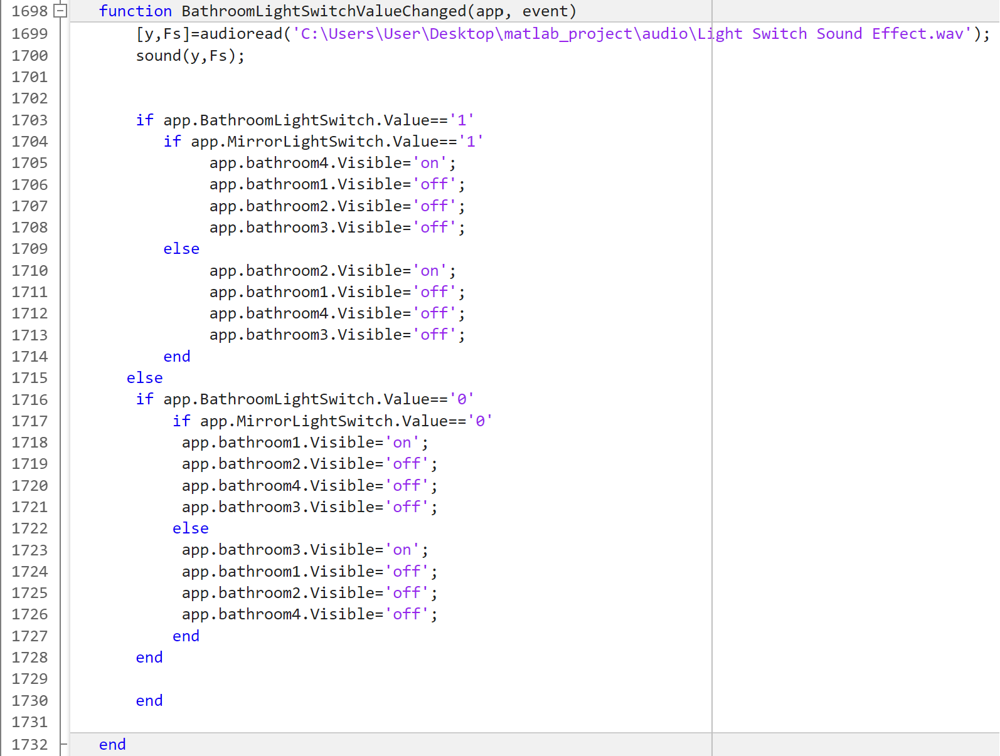 1698 function BathroomLightSwitchValueChanged(app, event)
1699 [y,Fs]=audioread('C:\Users\User\Desktop\matlab_project\audio\Light Switch Sound Effect.wav');
1700 sound(y,Fs);
1701
1702
1703 if app.BathroomLightSwitch.Value=='1'
1704 if app.MirrorLightSwitch.Value=='1'
1705 app.bathroom4.Visible='on';
1706 app.bathroom1.Visible='off';
1707 app.bathroom2.Visible='off';
1708 app.bathroom3.Visible='off';
1709 else
1710 app.bathroom2.Visible='on';
1711 app.bathroom1.Visible='off';
1712 app.bathroom4.Visible='off';
1713 app.bathroom3.Visible='off';
1714 end
1715 else
1716 if app.BathroomLightSwitch.Value=='0'
1717 if app.MirrorLightSwitch.Value=='0'
1718 app.bathroom1.Visible='on';
1719 app.bathroom2.Visible='off';
1720 app.bathroom4.Visible='off';
1721 app.bathroom3.Visible='off';
1722 else
1723 app.bathroom3.Visible='on';
1724 app.bathroom1.Visible='off';
1725 app.bathroom2.Visible='off';
1726 app.bathroom4.Visible='off';
1727 end
1728 end
1729
1730 end
1731
1732 end